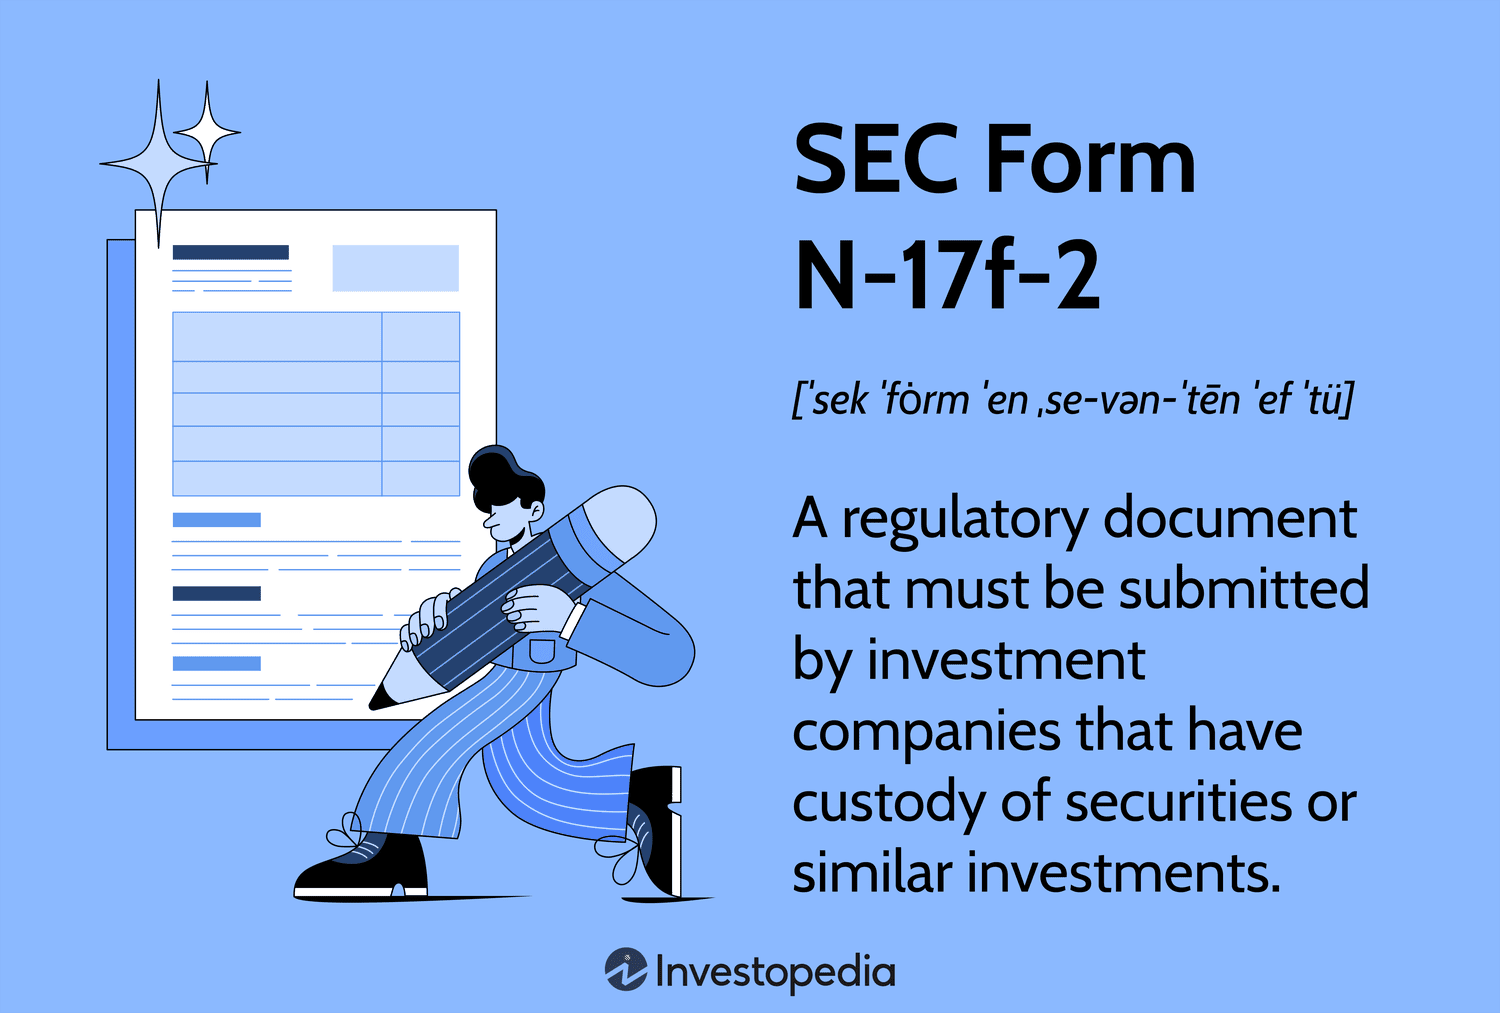 SEC Form
N-17f-2
[ˈsek ˈfȯrm ˈen ˌse-vən-ˈtēn ˈef ˈtü]
A regulatory document
that must be submitted
by investment
companies that have
custody of securities or
similar investments.
Investopedia